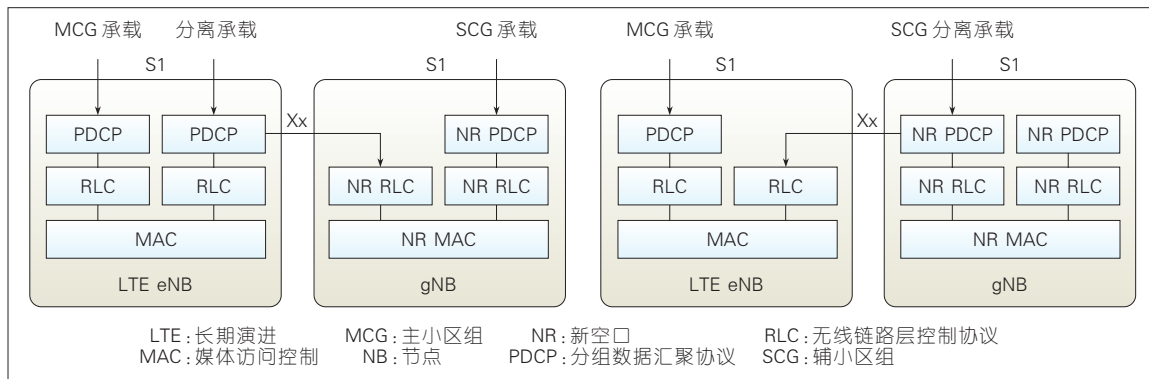 MCG 承载 分离承载 SCG 承载 MCG 承载 SCG 分离承载
S1 S1 S1 S1
Xx Xx
PDCP PDCP NR PDCP PDCP NR PDCP NR PDCP
RLC RLC NR RLC NR RLC RLC RLC NR RLC NR RLC
MAC NR MAC MAC NR MAC
LTE eNB gNB LTE eNB gNB
LTE:长期演进 MCG:主小区组 NR:新空口 RLC:无线链路层控制协议
MAC:媒体访问控制 NB:节点 PDCP:分组数据汇聚协议 SCG:辅小区组